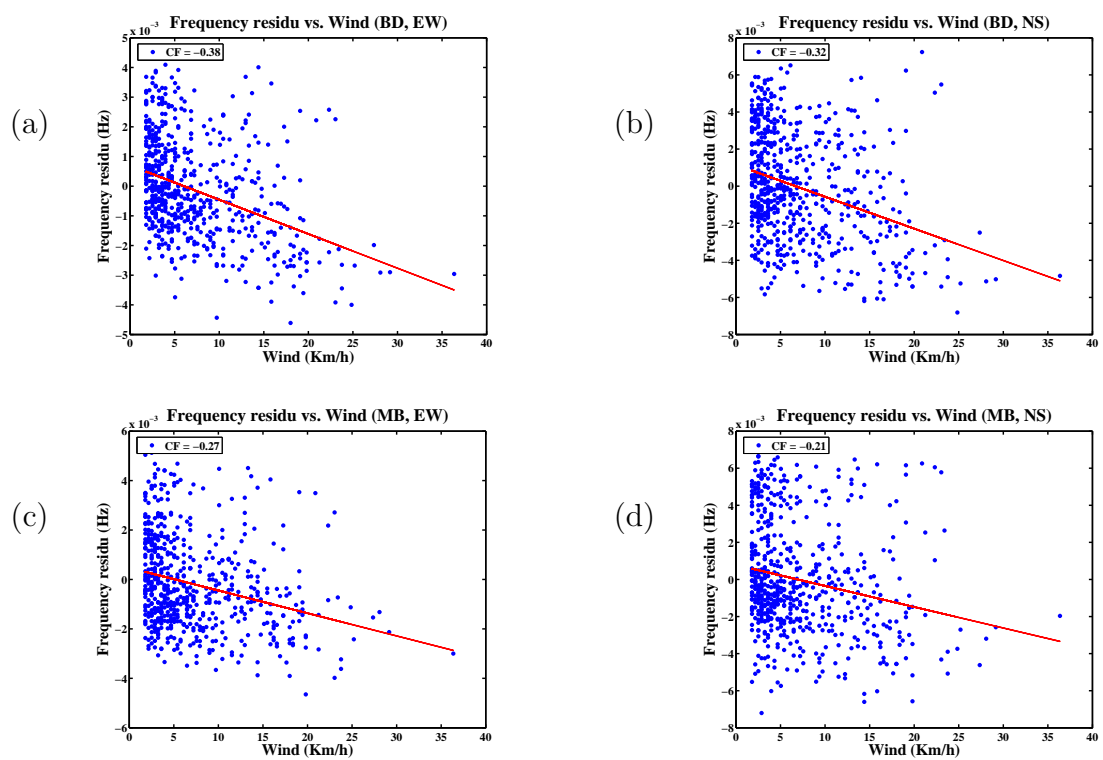 Frequency residu vs. Wind (BD, EW)
x 10⁻³
CF = −0.38
(a)
Frequency residu (Hz)
5
4
3
2
1
0
−1
−2
−3
−4
−5
0 5 10 15 20 25 30 35 40
Wind (Km/h)
Frequency residu vs. Wind (BD, NS)
x 10⁻³
CF = −0.32
(b)
Frequency residu (Hz)
8
6
4
2
0
−2
−4
−6
−8
0 5 10 15 20 25 30 35 40
Wind (Km/h)
Frequency residu vs. Wind (MB, EW)
x 10⁻³
CF = −0.27
(c)
Frequency residu (Hz)
6
4
2
0
−2
−4
−6
0 5 10 15 20 25 30 35 40
Wind (Km/h)
Frequency residu vs. Wind (MB, NS)
x 10⁻³
CF = −0.21
(d)
Frequency residu (Hz)
8
6
4
2
0
−2
−4
−6
−8
0 5 10 15 20 25 30 35 40
Wind (Km/h)